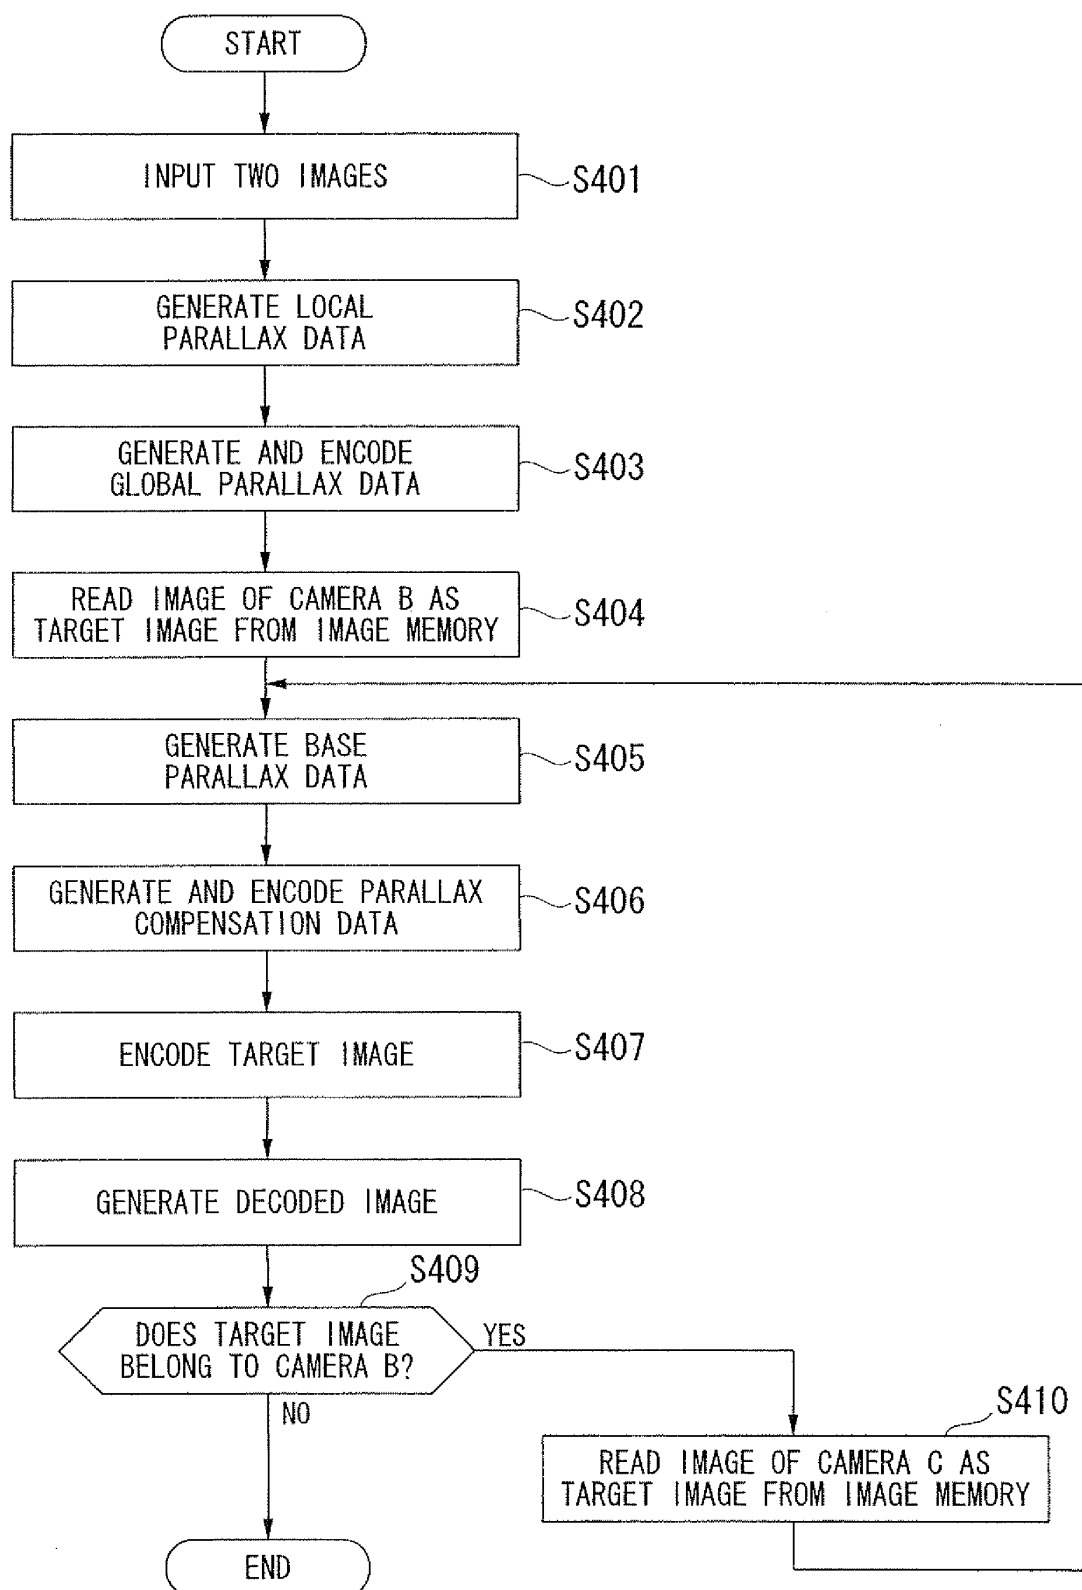 START
INPUT TWO IMAGES
S401
GENERATE LOCAL
PARALLAX DATA
S402
GENERATE AND ENCODE
GLOBAL PARALLAX DATA
S403
READ IMAGE OF CAMERA B AS
TARGET IMAGE FROM IMAGE MEMORY
S404
GENERATE BASE
PARALLAX DATA
S405
GENERATE AND ENCODE PARALLAX
COMPENSATION DATA
S406
ENCODE TARGET IMAGE
S407
GENERATE DECODED IMAGE
S408
S409
DOES TARGET IMAGE
BELONG TO CAMERA B?
YES
NO
S410
READ IMAGE OF CAMERA C AS
TARGET IMAGE FROM IMAGE MEMORY
END